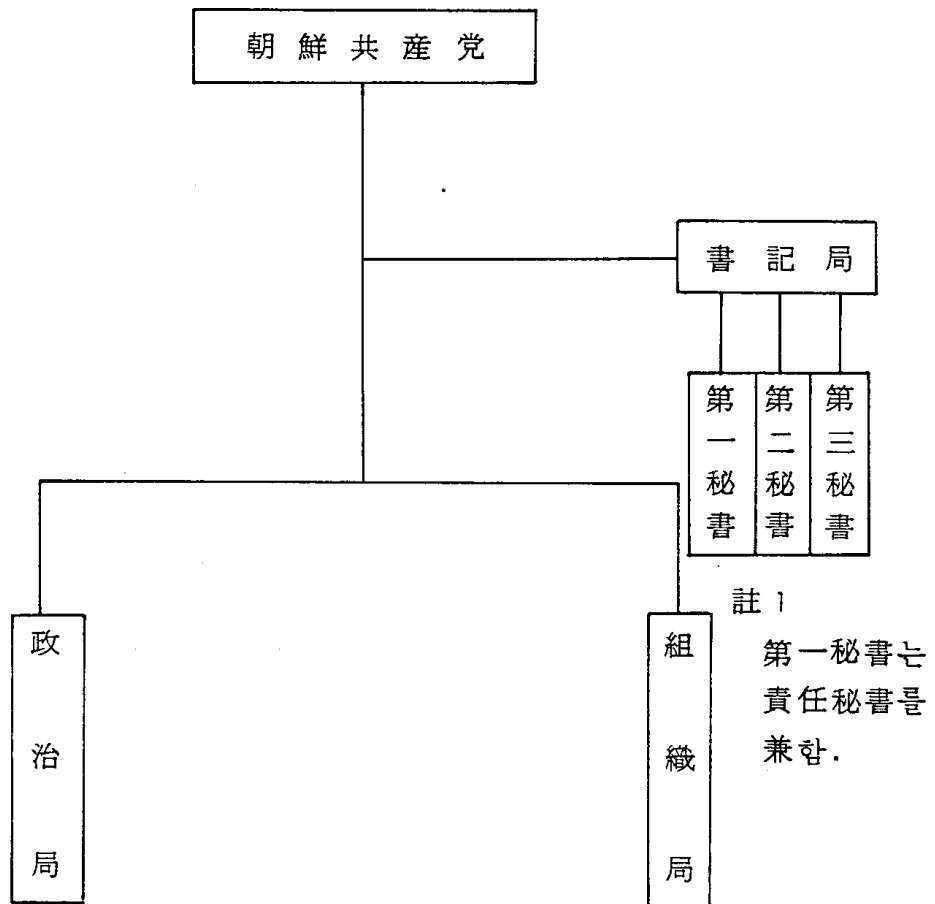 朝鮮共産党
書記局
第一秘書
第二秘書
第三秘書
註1
第一秘書는
責任秘書를
兼함.
政治局
組織局